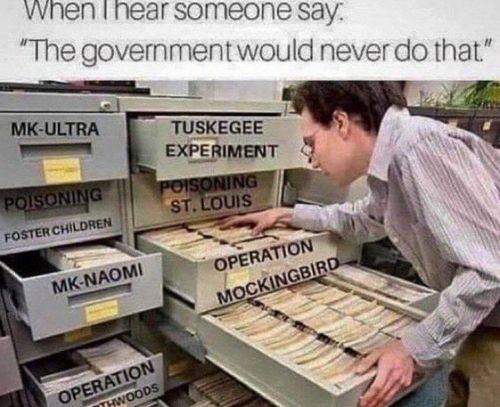 When I hear someone say:
"The government would never do that."
MK-ULTRA
TUSKEGEE
EXPERIMENT
POISONING
FOSTER CHILDREN
POISONING
ST. LOUIS
MK-NAOMI
OPERATION
MOCKINGBIRD
OPERATION
THWOODS